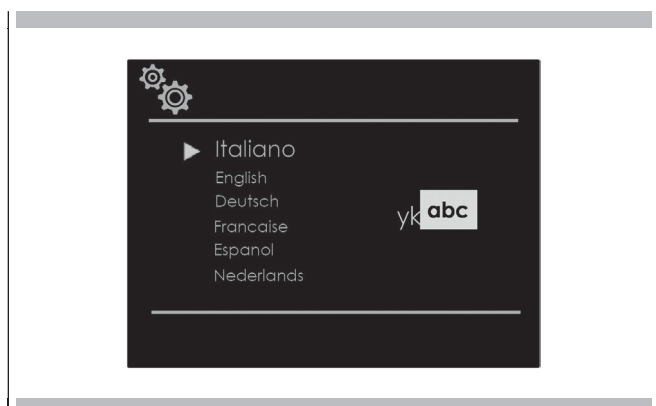 Italiano
English
Deutsch
Francaise
Espanol
Nederlands
yk abc